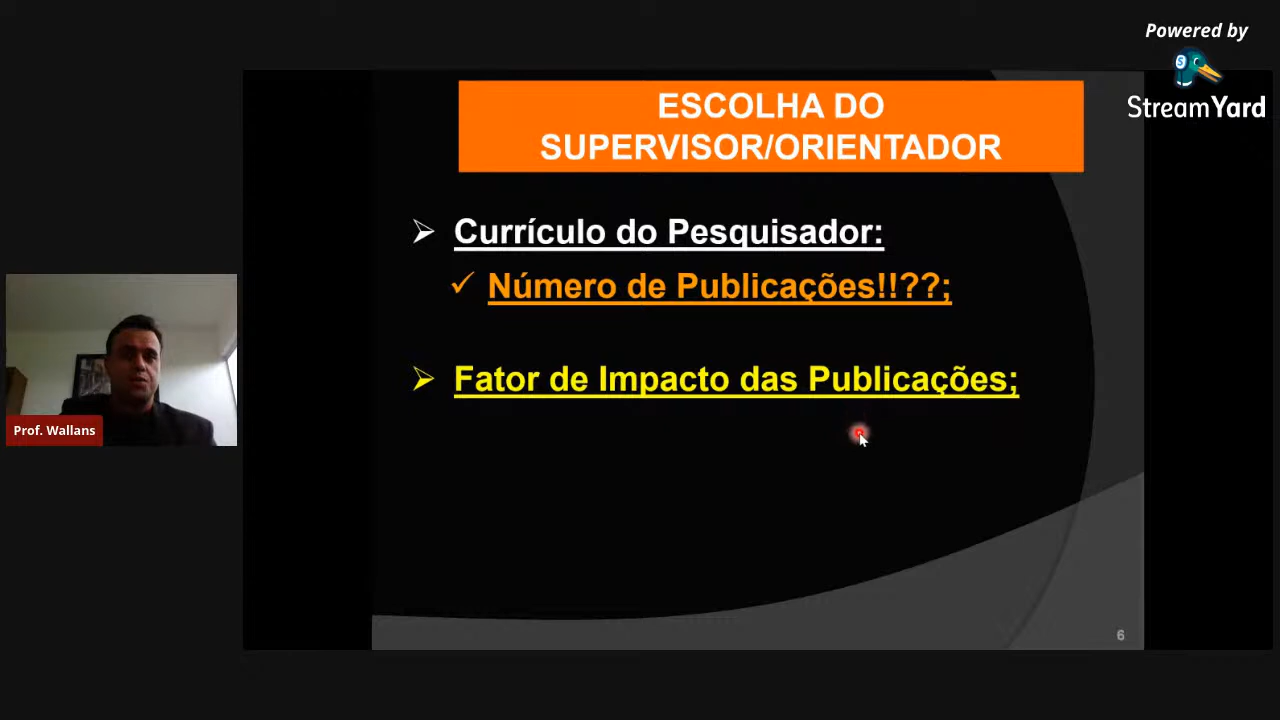 Powered by
StreamYard
ESCOLHA DO
SUPERVISOR/ORIENTADOR
Currículo do Pesquisador:
Número de Publicações!!??;
Fator de Impacto das Publicações;
Prof. Wallans
6